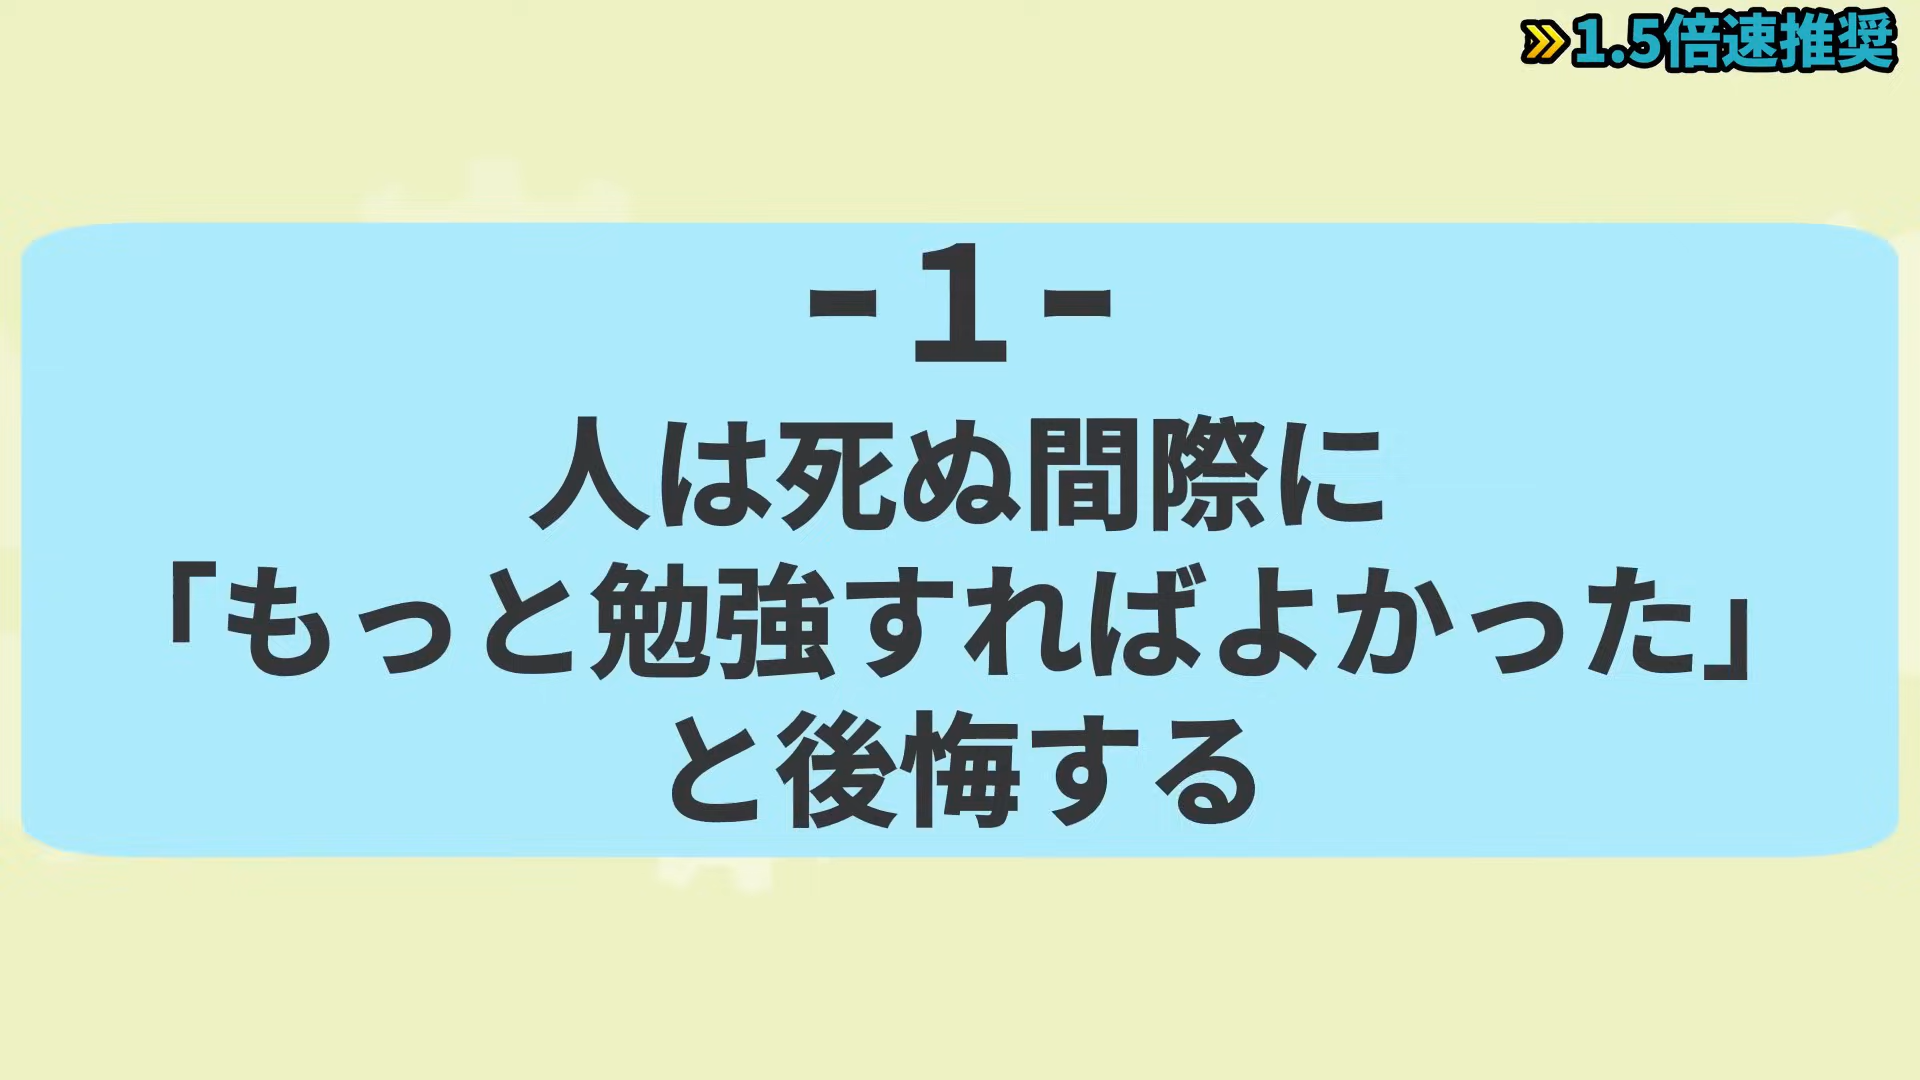 »1.5倍速推奨
-1-
人は死ぬ間際に
「もっと勉強すればよかった」
と後悔する